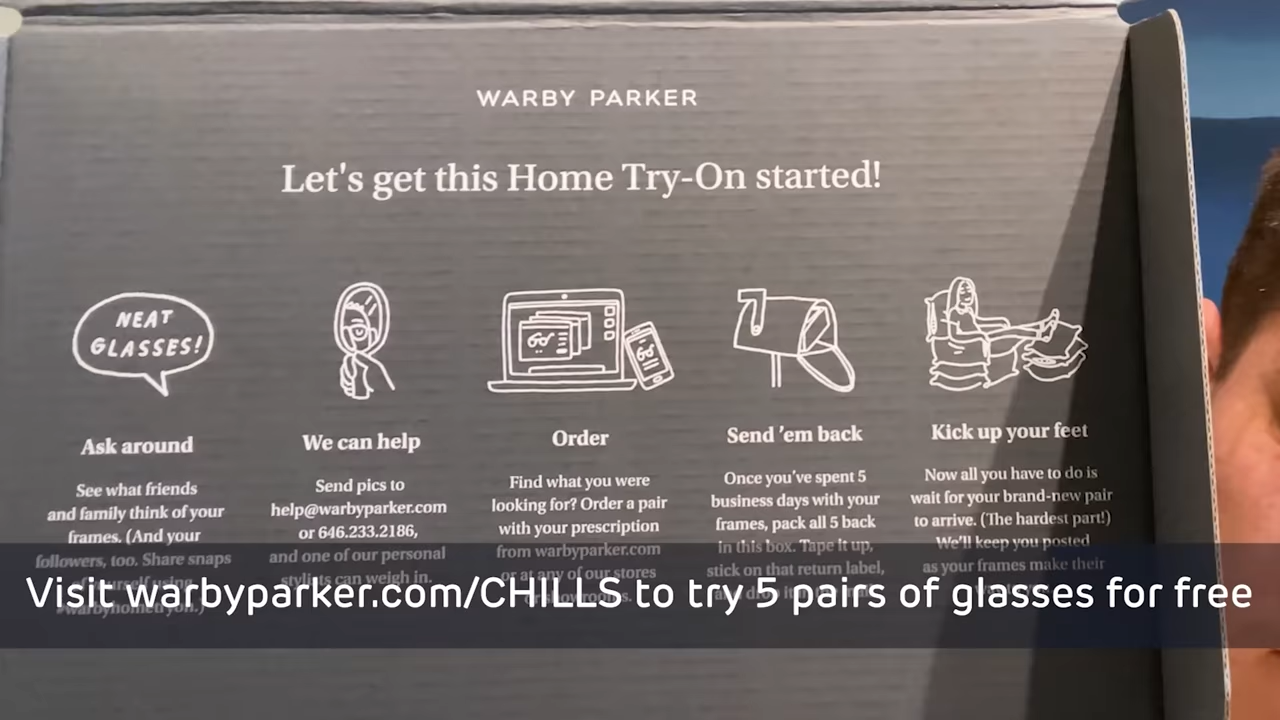 WARBY PARKER
Let's get this Home Try-On started!
NEAT
GLASSES!
Ask around
See what friends
and family think of your
frames. (And your
followers, too. Share snaps
of yourself using
#warbyhometryon.)
We can help
Send pics to
help@warbyparker.com
or 646.233.2186,
and one of our personal
stylists can weigh in.
Order
Find what you were
looking for? Order a pair
with your prescription
from warbyparker.com
or at any of our stores
or showrooms.
Send 'em back
Once you've spent 5
business days with your
frames, pack all 5 back
in this box. Tape it up,
stick on that return label,
Kick up your feet
Now all you have to do is
wait for your brand-new pair
to arrive. (The hardest part!)
We'll keep you posted
as your frames make their
Visit warbyparker.com/CHILLS to try 5 pairs of glasses for free